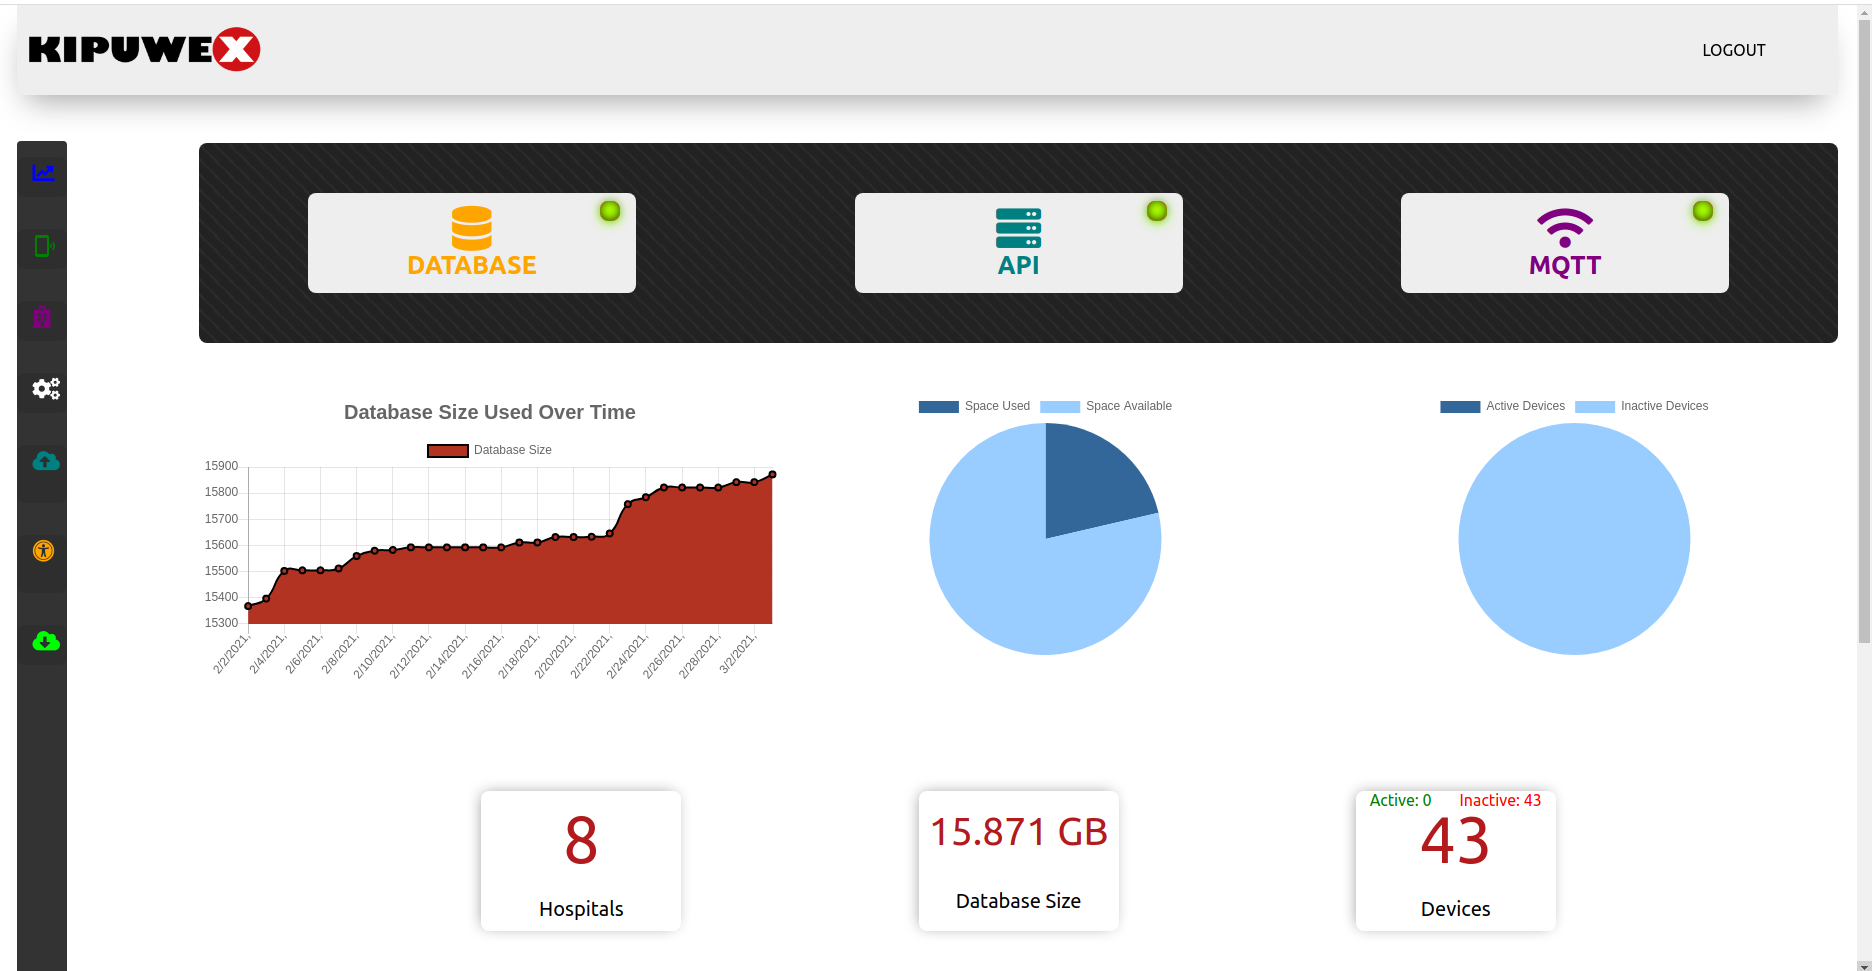 KIPUWEX
LOGOUT
DATABASE
API
MQTT
Database Size Used Over Time
Database Size
15900
15800
15700
15600
15500
15400
15300
2/2/2021,
2/4/2021,
2/6/2021,
2/8/2021,
2/10/2021,
2/12/2021,
2/14/2021,
2/16/2021,
2/18/2021,
2/20/2021,
2/22/2021,
2/24/2021,
2/26/2021,
2/28/2021,
3/2/2021,
Space Used Space Available
Active Devices Inactive Devices
8
Hospitals
15.871 GB
Database Size
Active: 0 Inactive: 43
43
Devices